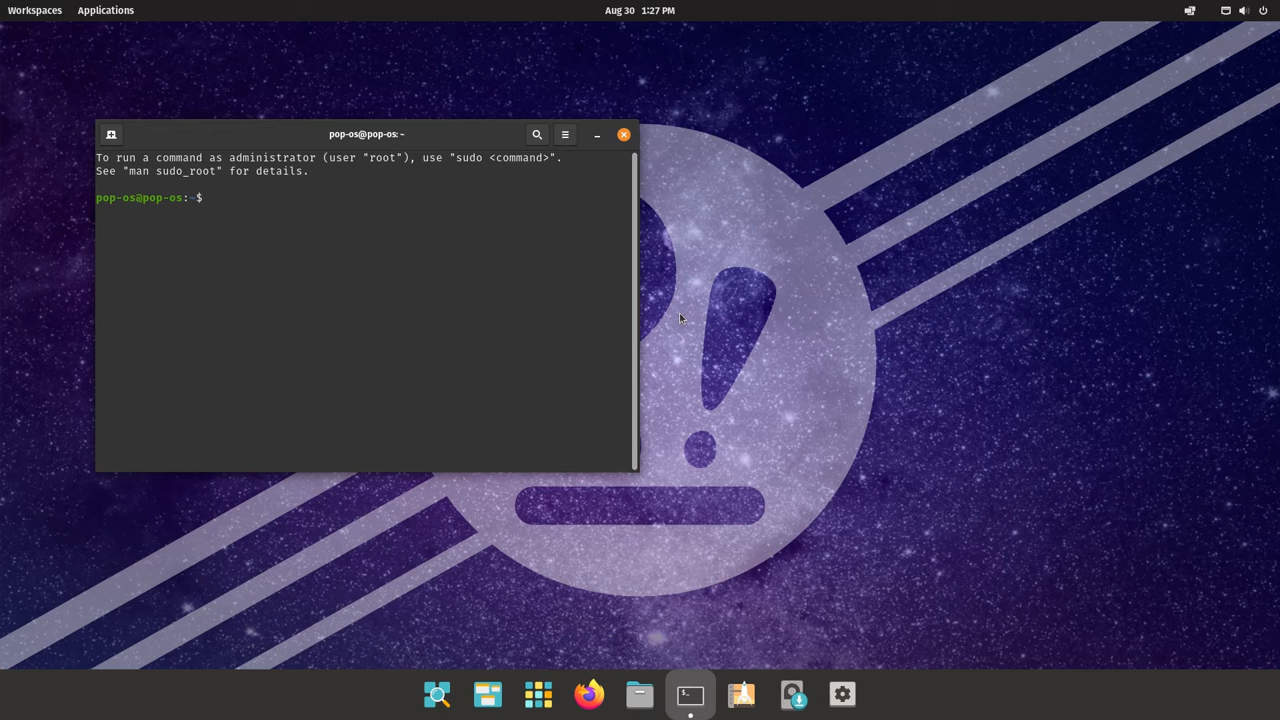 Workspaces Applications Aug 30 1:27 PM
pop-os@pop-os: ~
To run a command as administrator (user "root"), use "sudo <command>".
See "man sudo_root" for details.
pop-os@pop-os:~$
$_